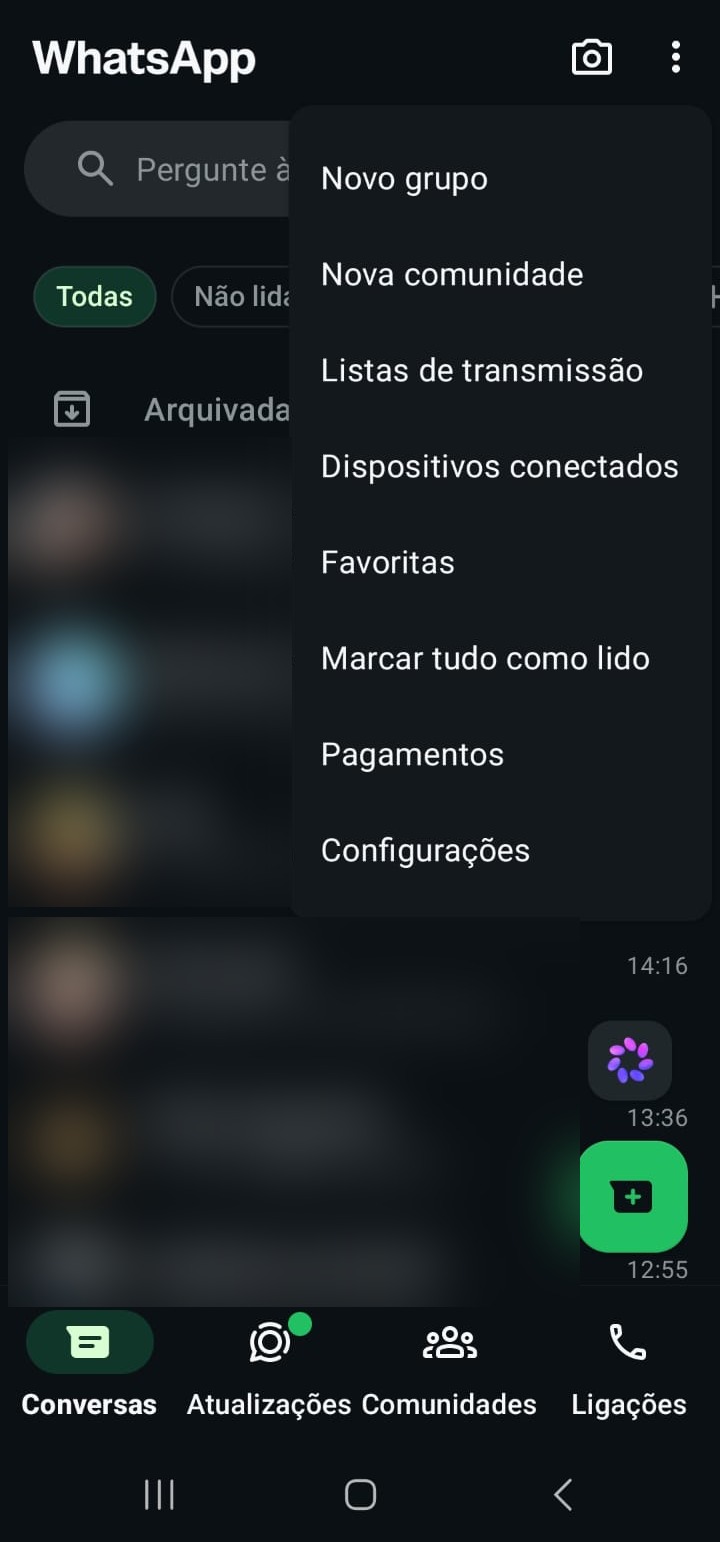 WhatsApp
Pergunte à
Novo grupo
Nova comunidade
Listas de transmissão
Dispositivos conectados
Favoritas
Marcar tudo como lido
Pagamentos
Configurações
Todas
Não lida
Arquivada
14:16
13:36
12:55
Conversas
Atualizações
Comunidades
Ligações